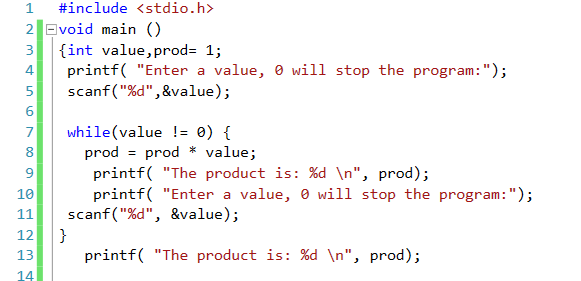 1 #include <stdio.h>
2 void main ()
3 {int value,prod= 1;
4 printf( "Enter a value, 0 will stop the program:");
5 scanf("%d",&value);
6
7 while(value != 0) {
8 prod = prod * value;
9 printf( "The product is: %d \n", prod);
10 printf( "Enter a value, 0 will stop the program:");
11 scanf("%d", &value);
12 }
13 printf( "The product is: %d \n", prod);
14